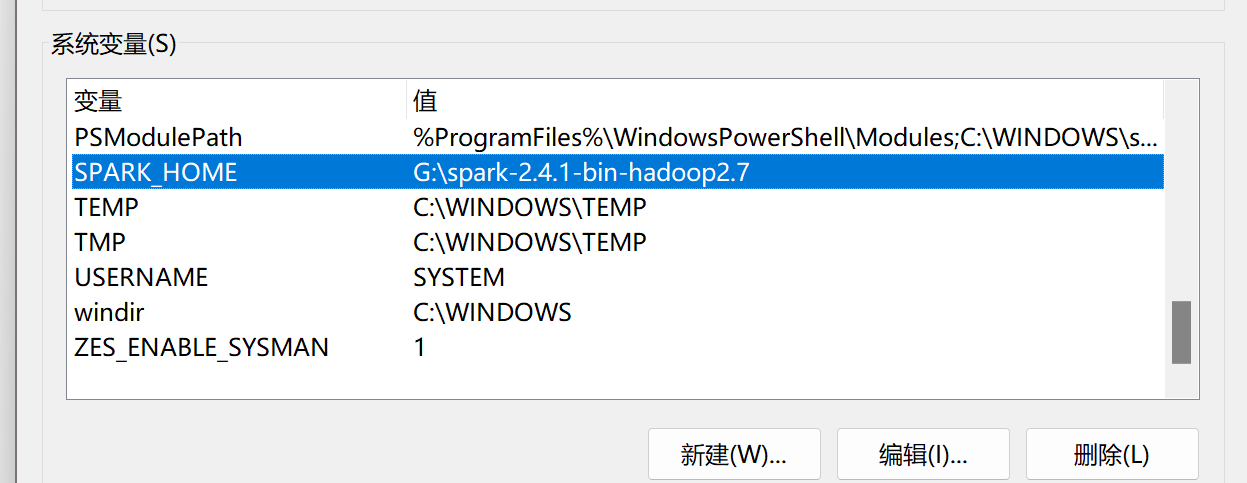 系统变量(S)
变量 值
PSModulePath %ProgramFiles%\WindowsPowerShell\Modules;C:\WINDOWS\s...
SPARK_HOME G:\spark-2.4.1-bin-hadoop2.7
TEMP C:\WINDOWS\TEMP
TMP C:\WINDOWS\TEMP
USERNAME SYSTEM
windir C:\WINDOWS
ZES_ENABLE_SYSMAN 1
新建(W)... 编辑(I)... 删除(L)